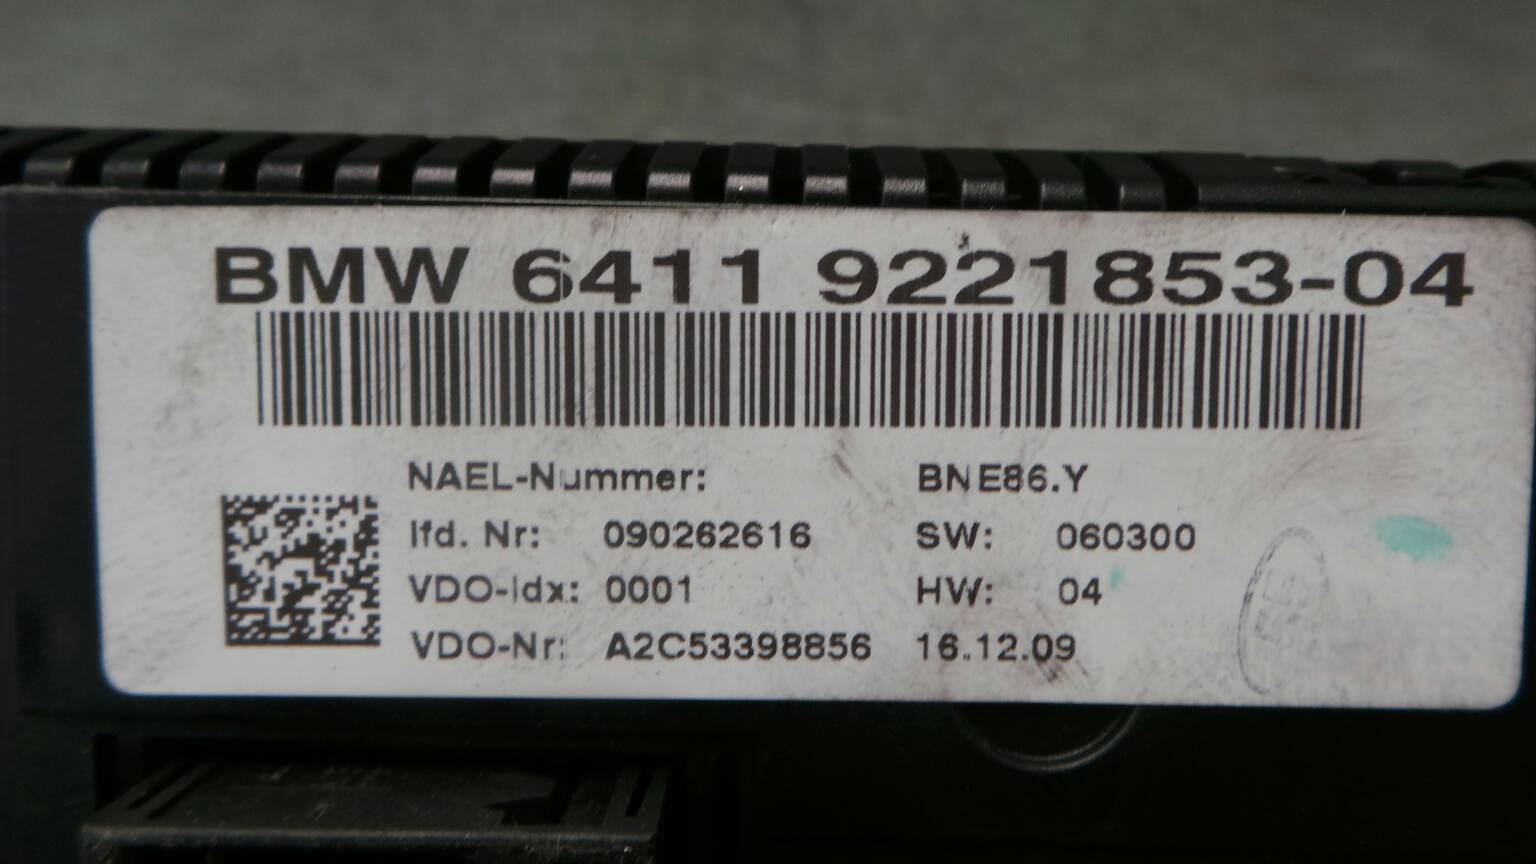 BMW 6411 9221853-04
NAEL-Nummer: BNE86.Y
lfd. Nr: 090262616 SW: 060300
VDO-Idx: 0001 HW: 04
VDO-Nr: A2C53398856 16.12.09